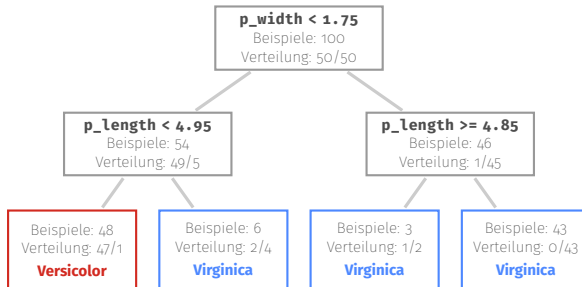 p_width < 1.75
Beispiele: 100
Verteilung: 50/50
p_length < 4.95
Beispiele: 54
Verteilung: 49/5
p_length >= 4.85
Beispiele: 46
Verteilung: 1/45
Beispiele: 48
Verteilung: 47/1
Versicolor
Beispiele: 6
Verteilung: 2/4
Virginica
Beispiele: 3
Verteilung: 1/2
Virginica
Beispiele: 43
Verteilung: 0/43
Virginica